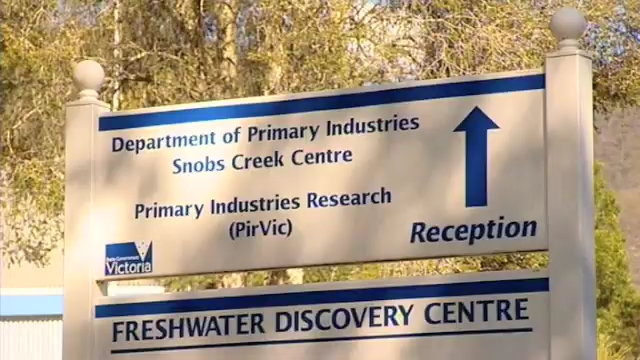 Department of Primary Industries
Snobs Creek Centre
Primary Industries Research
(PirVic)
Reception
State Government
Victoria
FRESHWATER DISCOVERY CENTRE